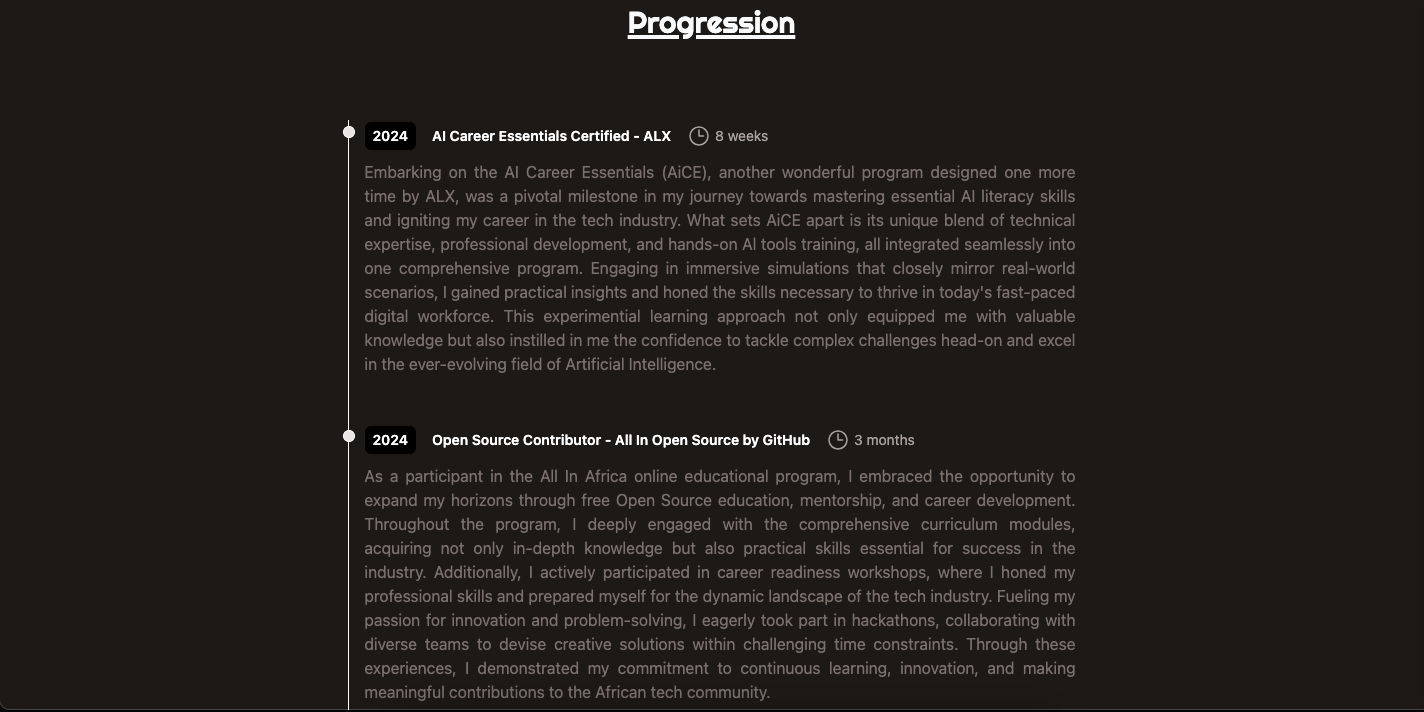 Progression
2024 AI Career Essentials Certified - ALX 8 weeks
Embarking on the AI Career Essentials (AiCE), another wonderful program designed one more
time by ALX, was a pivotal milestone in my journey towards mastering essential AI literacy skills
and igniting my career in the tech industry. What sets AiCE apart is its unique blend of technical
expertise, professional development, and hands-on AI tools training, all integrated seamlessly into
one comprehensive program. Engaging in immersive simulations that closely mirror real-world
scenarios, I gained practical insights and honed the skills necessary to thrive in today's fast-paced
digital workforce. This experimental learning approach not only equipped me with valuable
knowledge but also instilled in me the confidence to tackle complex challenges head-on and excel
in the ever-evolving field of Artificial Intelligence.
2024 Open Source Contributor - All In Open Source by GitHub 3 months
As a participant in the All In Africa online educational program, I embraced the opportunity to
expand my horizons through free Open Source education, mentorship, and career development.
Throughout the program, I deeply engaged with the comprehensive curriculum modules,
acquiring not only in-depth knowledge but also practical skills essential for success in the
industry. Additionally, I actively participated in career readiness workshops, where I honed my
professional skills and prepared myself for the dynamic landscape of the tech industry. Fueling my
passion for innovation and problem-solving, I eagerly took part in hackathons, collaborating with
diverse teams to devise creative solutions within challenging time constraints. Through these
experiences, I demonstrated my commitment to continuous learning, innovation, and making
meaningful contributions to the African tech community.